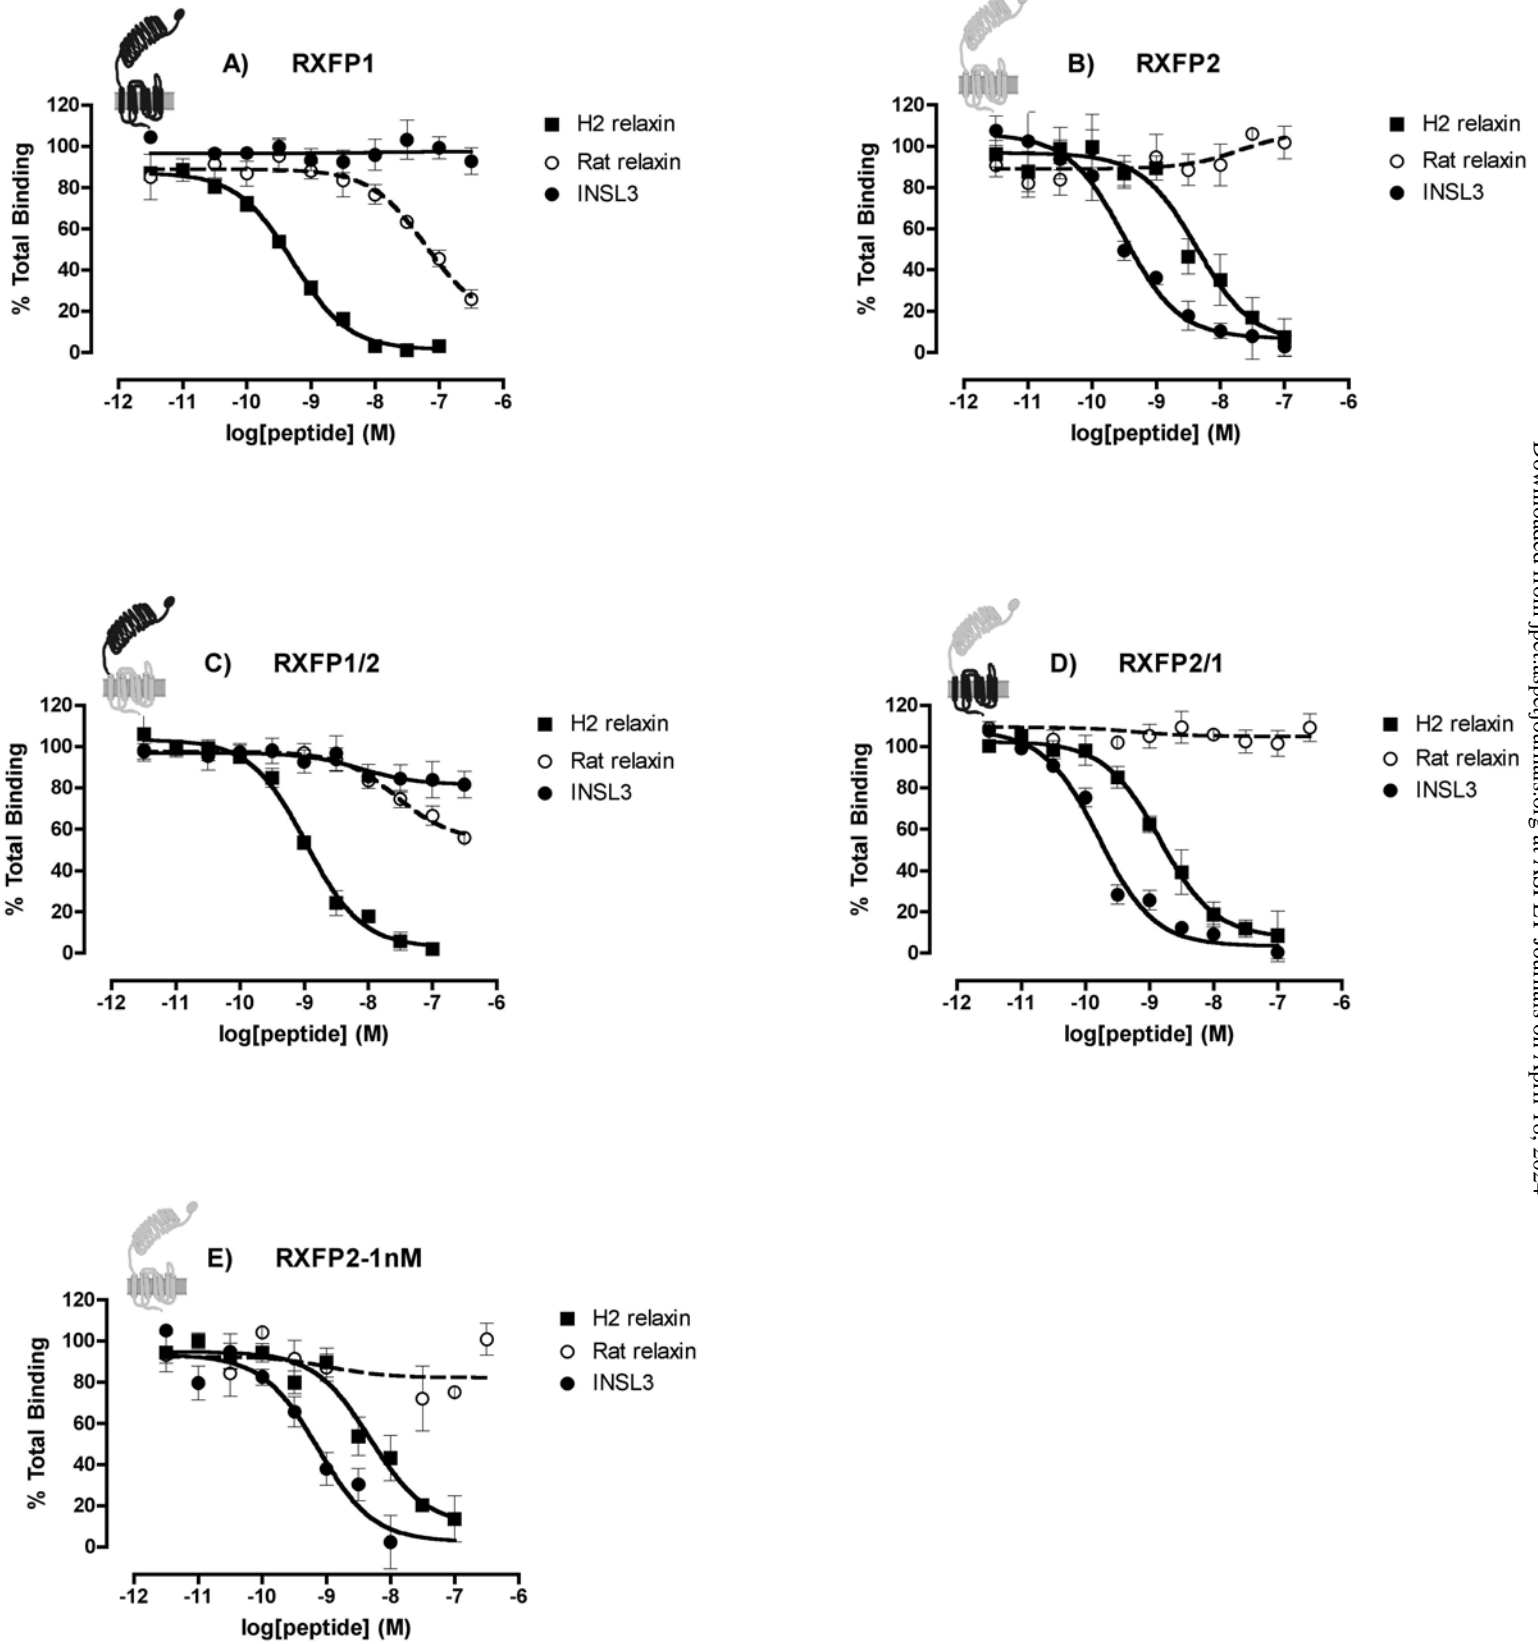 A) RXFP1
120
100
80
60
40
20
0
% Total Binding
-12 -11 -10 -9 -8 -7 -6
log[peptide] (M)
H2 relaxin
Rat relaxin
INSL3
B) RXFP2
120
100
80
60
40
20
0
% Total Binding
-12 -11 -10 -9 -8 -7 -6
log[peptide] (M)
H2 relaxin
Rat relaxin
INSL3
C) RXFP1/2
120
100
80
60
40
20
0
% Total Binding
-12 -11 -10 -9 -8 -7 -6
log[peptide] (M)
H2 relaxin
Rat relaxin
INSL3
D) RXFP2/1
120
100
80
60
40
20
0
% Total Binding
-12 -11 -10 -9 -8 -7 -6
log[peptide] (M)
H2 relaxin
Rat relaxin
INSL3
E) RXFP2-1nM
120
100
80
60
40
20
0
% Total Binding
-12 -11 -10 -9 -8 -7 -6
log[peptide] (M)
H2 relaxin
Rat relaxin
INSL3